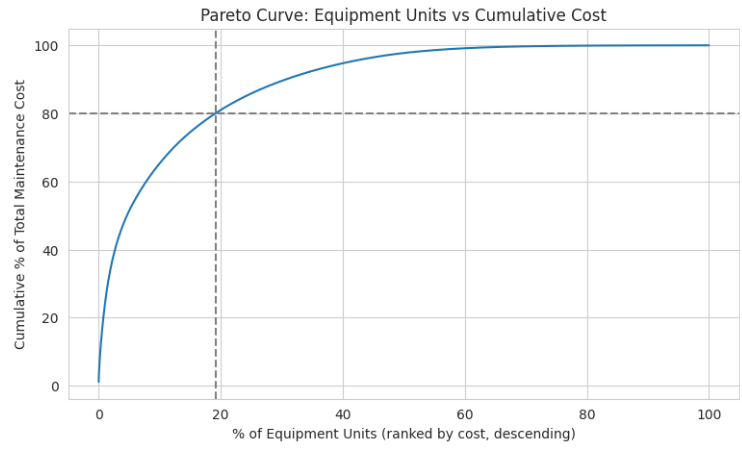 Pareto Curve: Equipment Units vs Cumulative Cost
100
80
60
40
20
0
Cumulative % of Total Maintenance Cost
0 20 40 60 80 100
% of Equipment Units (ranked by cost, descending)